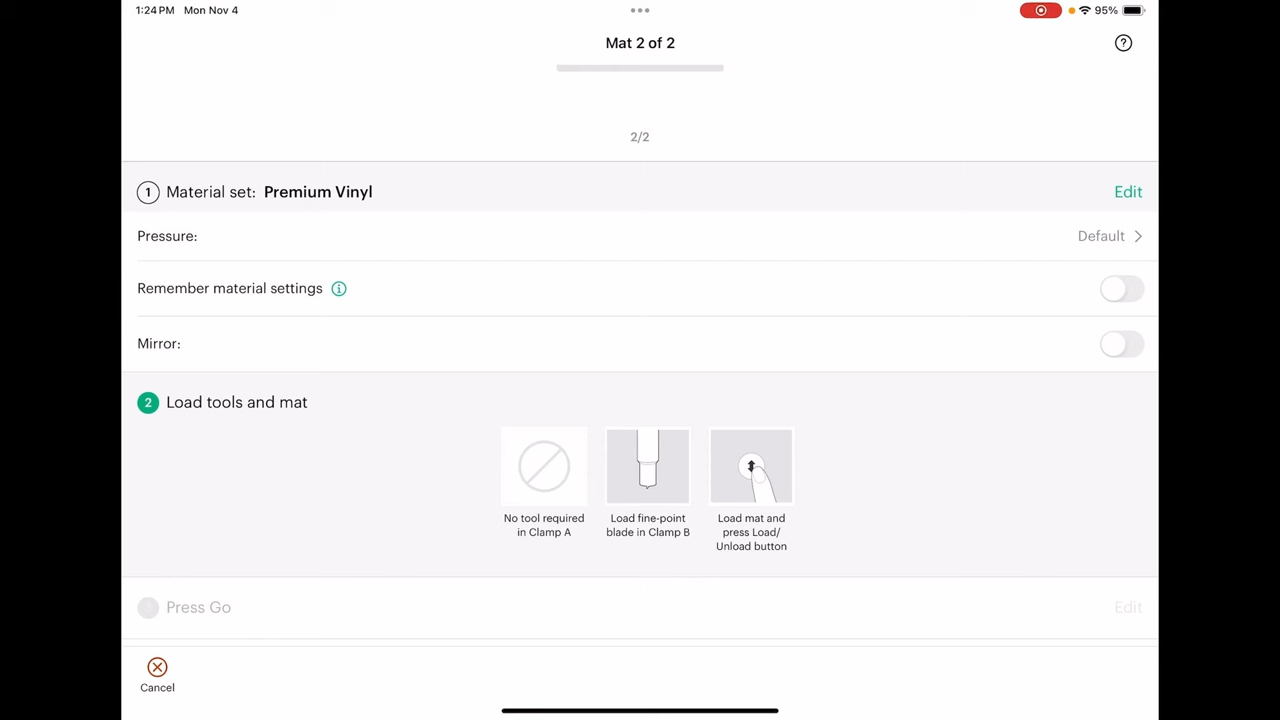 1:24 PM Mon Nov 4
95%
Mat 2 of 2
2/2
1 Material set: Premium Vinyl
Edit
Pressure:
Default
Remember material settings
Mirror:
2 Load tools and mat
No tool required
in Clamp A
Load fine-point
blade in Clamp B
Load mat and
press Load/
Unload button
Press Go
Edit
Cancel